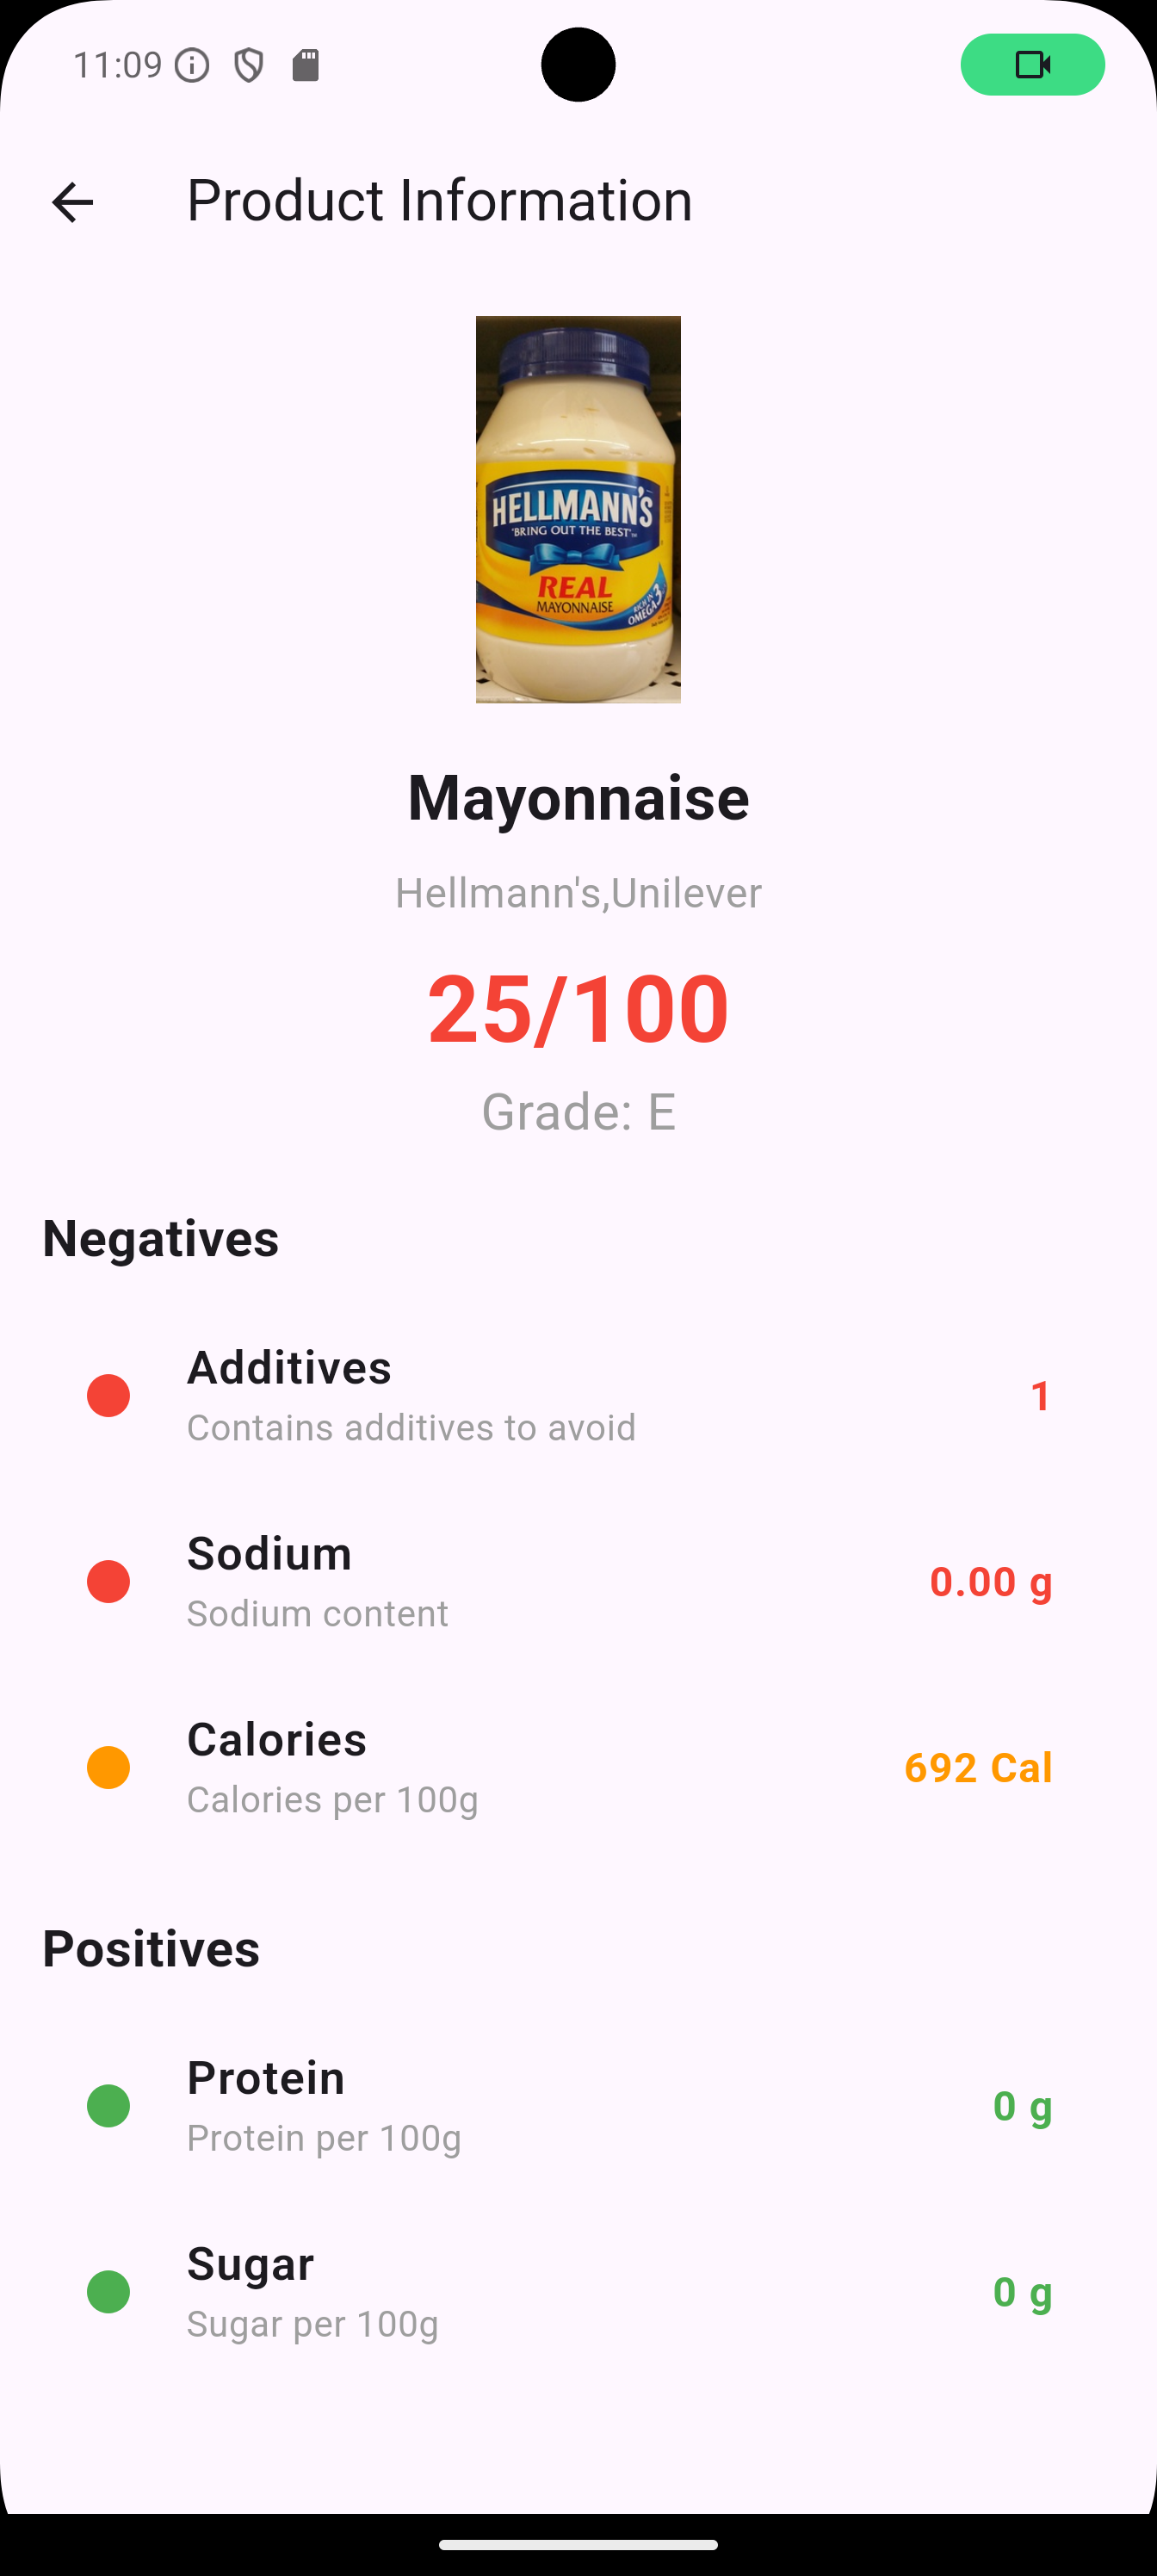 11:09
Product Information
HELLMANN'S
"BRING OUT THE BEST"
REAL
MAYONNAISE
RICH IN
OMEGA 3
Mayonnaise
Hellmann's,Unilever
25/100
Grade: E
Negatives
Additives
1
Contains additives to avoid
Sodium
0.00 g
Sodium content
Calories
692 Cal
Calories per 100g
Positives
Protein
0 g
Protein per 100g
Sugar
0 g
Sugar per 100g